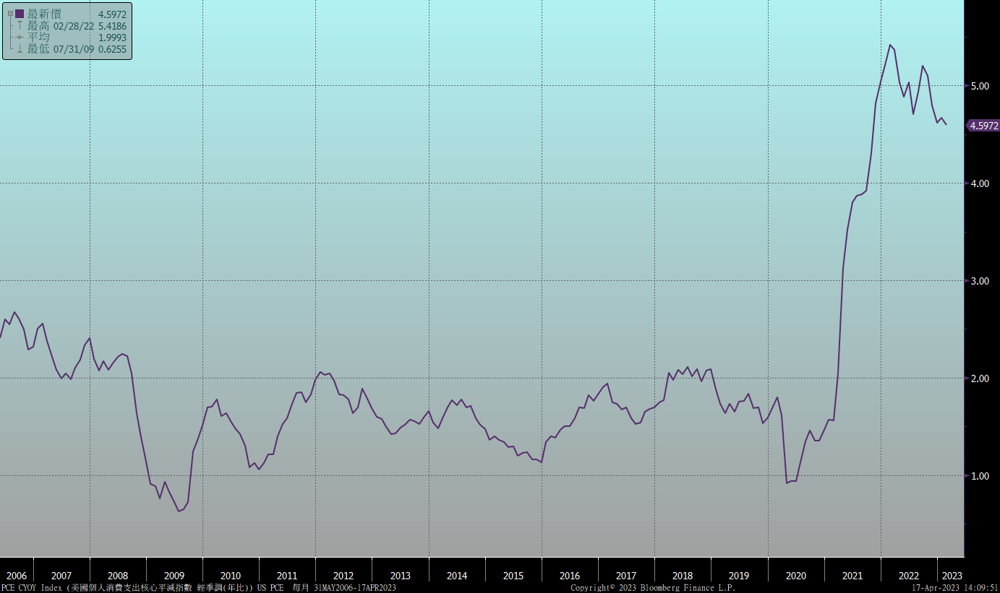 最新價 4.5972
最高 02/28/22 5.4186
平均 1.9993
最低 07/31/09 0.6255
5.00
4.5972
4.00
3.00
2.00
1.00
2006 2007 2008 2009 2010 2011 2012 2013 2014 2015 2016 2017 2018 2019 2020 2021 2022 2023
PCE CYOY Index (美國個人消費支出核心平減指數 經季調(年比)) US PCE 每月 31MAY2006-17APR2023 Copyright© 2023 Bloomberg Finance L.P. 17-Apr-2023 14:09:51